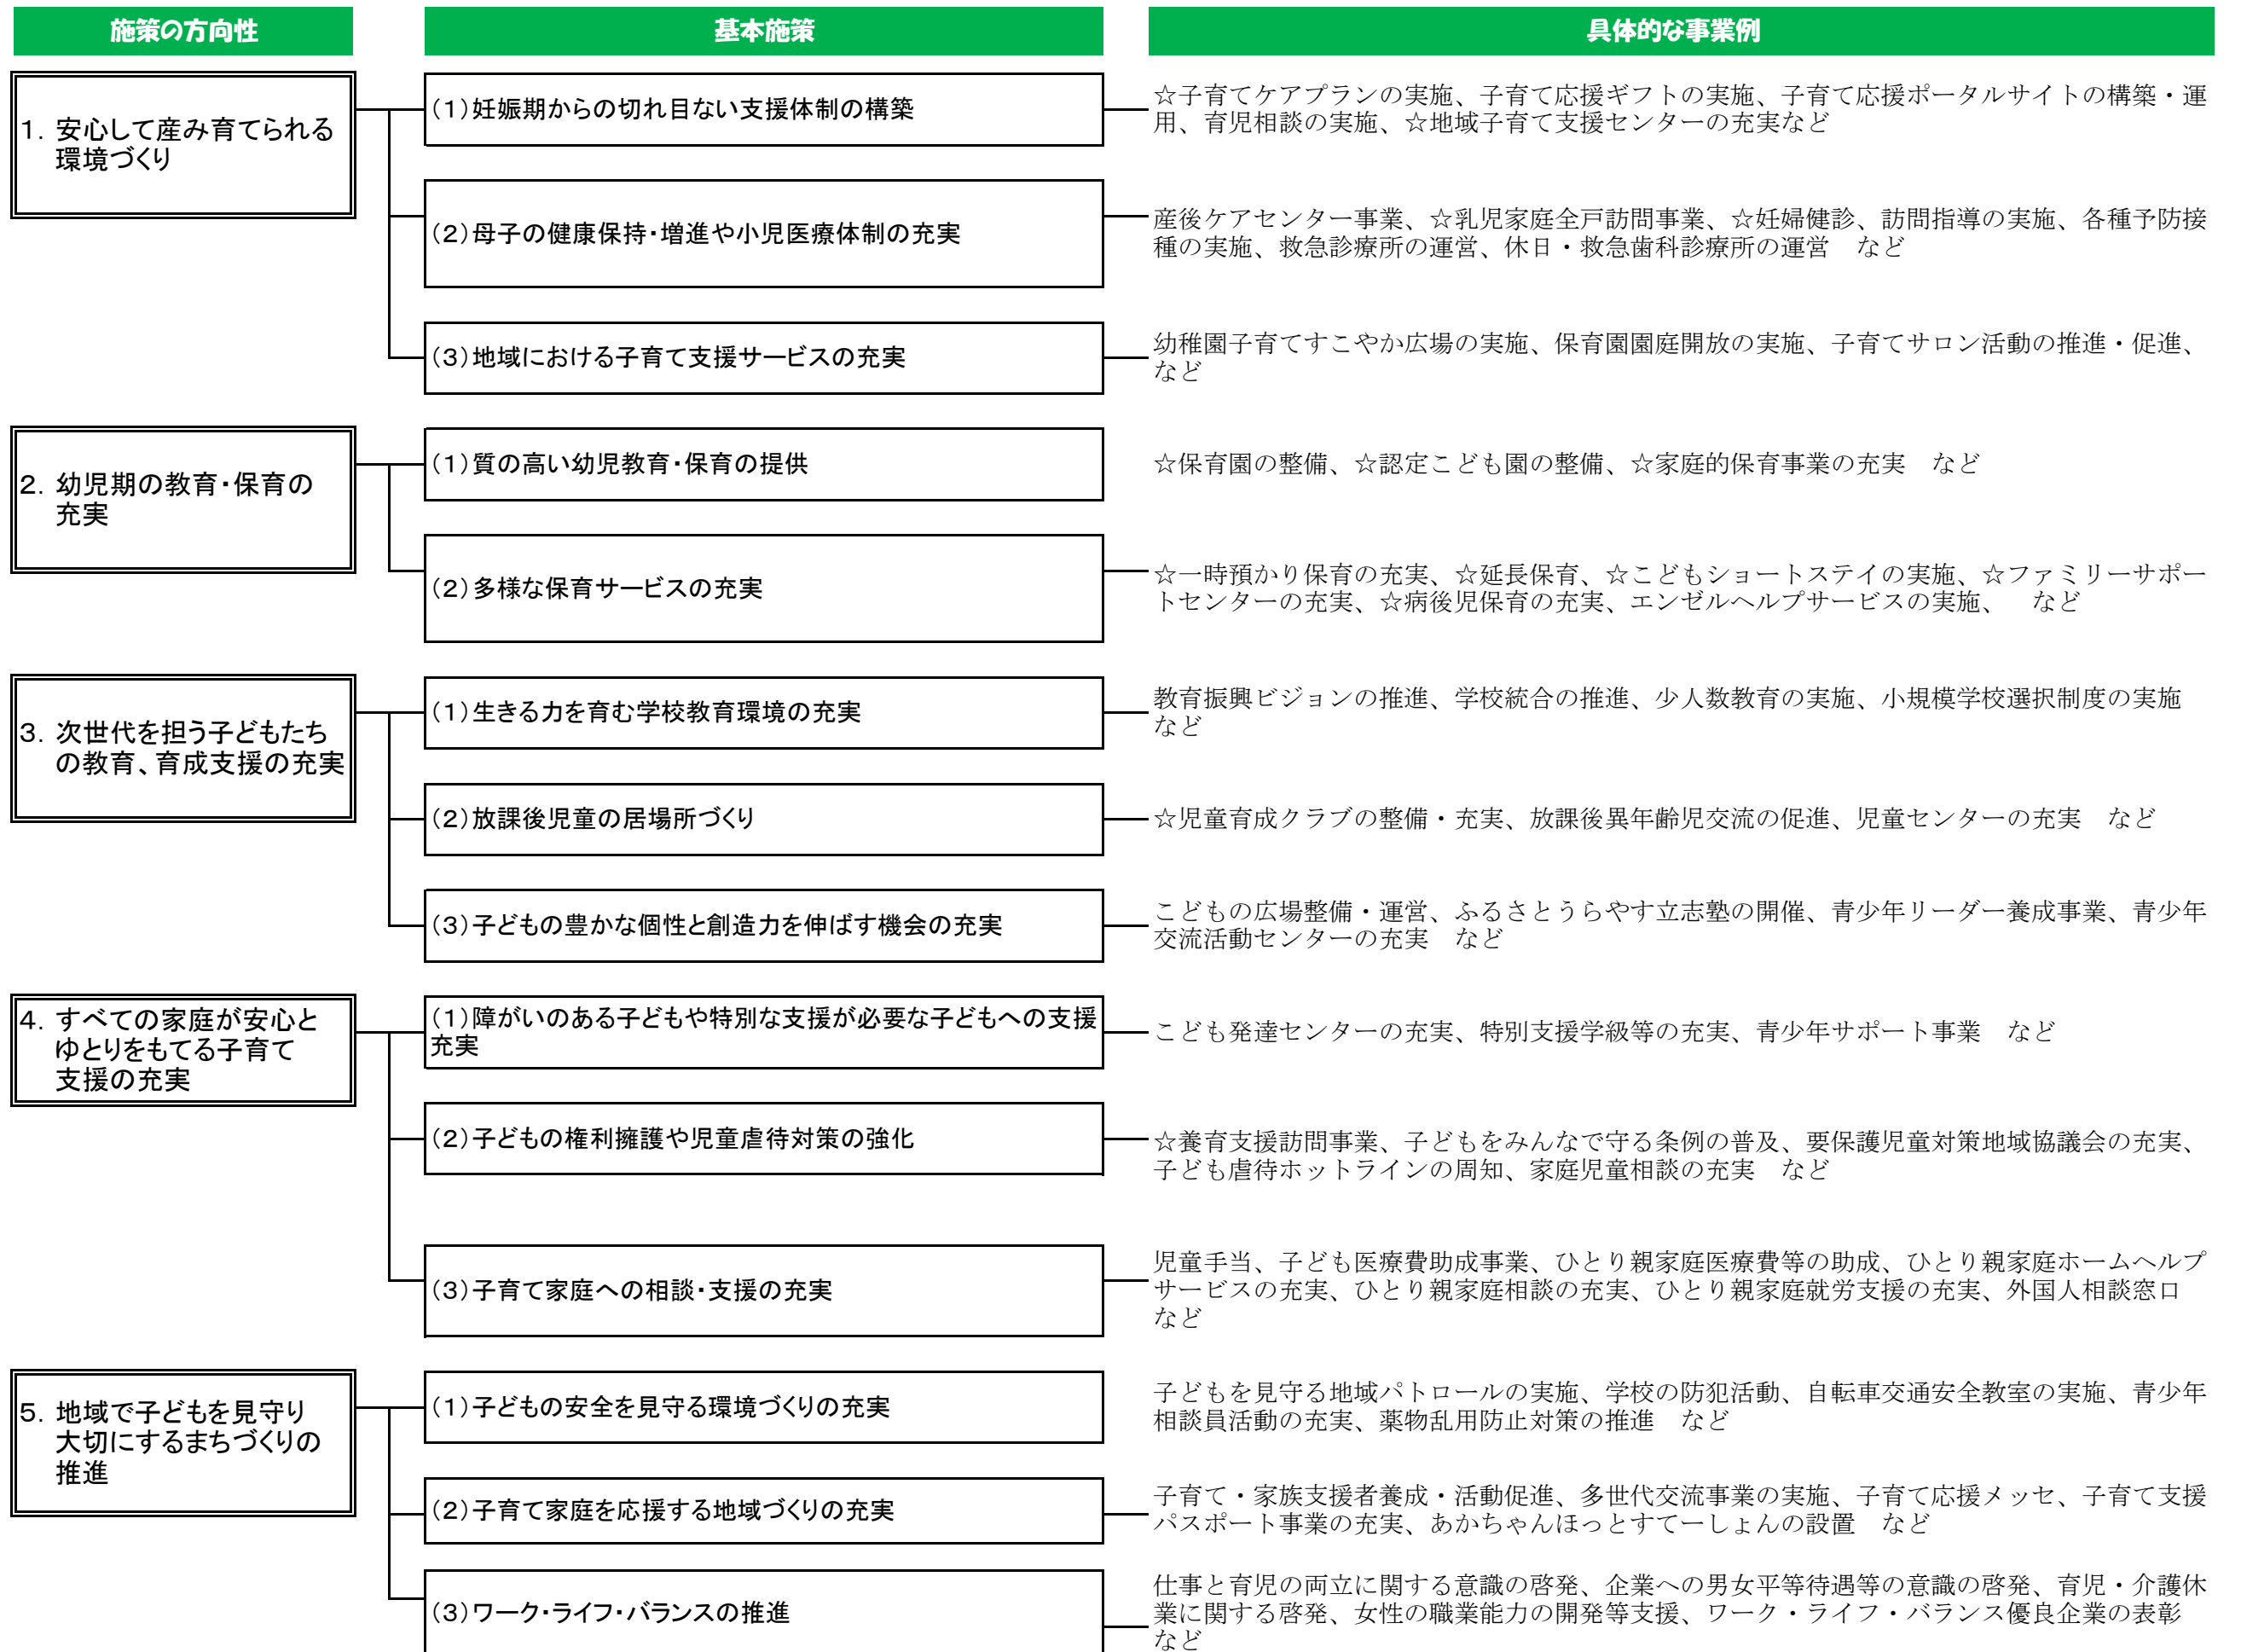 施策の方向性
基本施策
具体的な事業例
1. 安心して産み育てられる
環境づくり
(1)妊娠期からの切れ目ない支援体制の構築
☆子育てケアプランの実施、子育て応援ギフトの実施、子育て応援ポータルサイトの構築・運
用、育児相談の実施、☆地域子育て支援センターの充実など
(2)母子の健康保持・増進や小児医療体制の充実
産後ケアセンター事業、☆乳児家庭全戸訪問事業、☆妊婦健診、訪問指導の実施、各種予防接
種の実施、救急診療所の運営、休日・救急歯科診療所の運営　など
(3)地域における子育て支援サービスの充実
幼稚園子育てすこやか広場の実施、保育園園庭開放の実施、子育てサロン活動の推進・促進、
など
2. 幼児期の教育・保育の
充実
(1)質の高い幼児教育・保育の提供
☆保育園の整備、☆認定こども園の整備、☆家庭的保育事業の充実　など
(2)多様な保育サービスの充実
☆一時預かり保育の充実、☆延長保育、☆こどもショートステイの実施、☆ファミリーサポー
トセンターの充実、☆病後児保育の充実、エンゼルヘルプサービスの実施、　など
3. 次世代を担う子どもたち
の教育、育成支援の充実
(1)生きる力を育む学校教育環境の充実
教育振興ビジョンの推進、学校統合の推進、少人数教育の実施、小規模学校選択制度の実施
など
(2)放課後児童の居場所づくり
☆児童育成クラブの整備・充実、放課後異年齢児交流の促進、児童センターの充実　など
(3)子どもの豊かな個性と創造力を伸ばす機会の充実
こどもの広場整備・運営、ふるさとうらやす立志塾の開催、青少年リーダー養成事業、青少年
交流活動センターの充実　など
4. すべての家庭が安心と
ゆとりをもてる子育て
支援の充実
(1)障がいのある子どもや特別な支援が必要な子どもへの支援
充実
こども発達センターの充実、特別支援学級等の充実、青少年サポート事業　など
(2)子どもの権利擁護や児童虐待対策の強化
☆養育支援訪問事業、子どもをみんなで守る条例の普及、要保護児童対策地域協議会の充実、
子ども虐待ホットラインの周知、家庭児童相談の充実　など
(3)子育て家庭への相談・支援の充実
児童手当、子ども医療費助成事業、ひとり親家庭医療費等の助成、ひとり親家庭ホームヘルプ
サービスの充実、ひとり親家庭相談の充実、ひとり親家庭就労支援の充実、外国人相談窓口
など
5. 地域で子どもを見守り
大切にするまちづくりの
推進
(1)子どもの安全を見守る環境づくりの充実
子どもを見守る地域パトロールの実施、学校の防犯活動、自転車交通安全教室の実施、青少年
相談員活動の充実、薬物乱用防止対策の推進　など
(2)子育て家庭を応援する地域づくりの充実
子育て・家族支援者養成・活動促進、多世代交流事業の実施、子育て応援メッセ、子育て支援
パスポート事業の充実、あかちゃんほっとすてーしょんの設置　など
(3)ワーク・ライフ・バランスの推進
仕事と育児の両立に関する意識の啓発、企業への男女平等待遇等の意識の啓発、育児・介護休
業に関する啓発、女性の職業能力の開発等支援、ワーク・ライフ・バランス優良企業の表彰
など